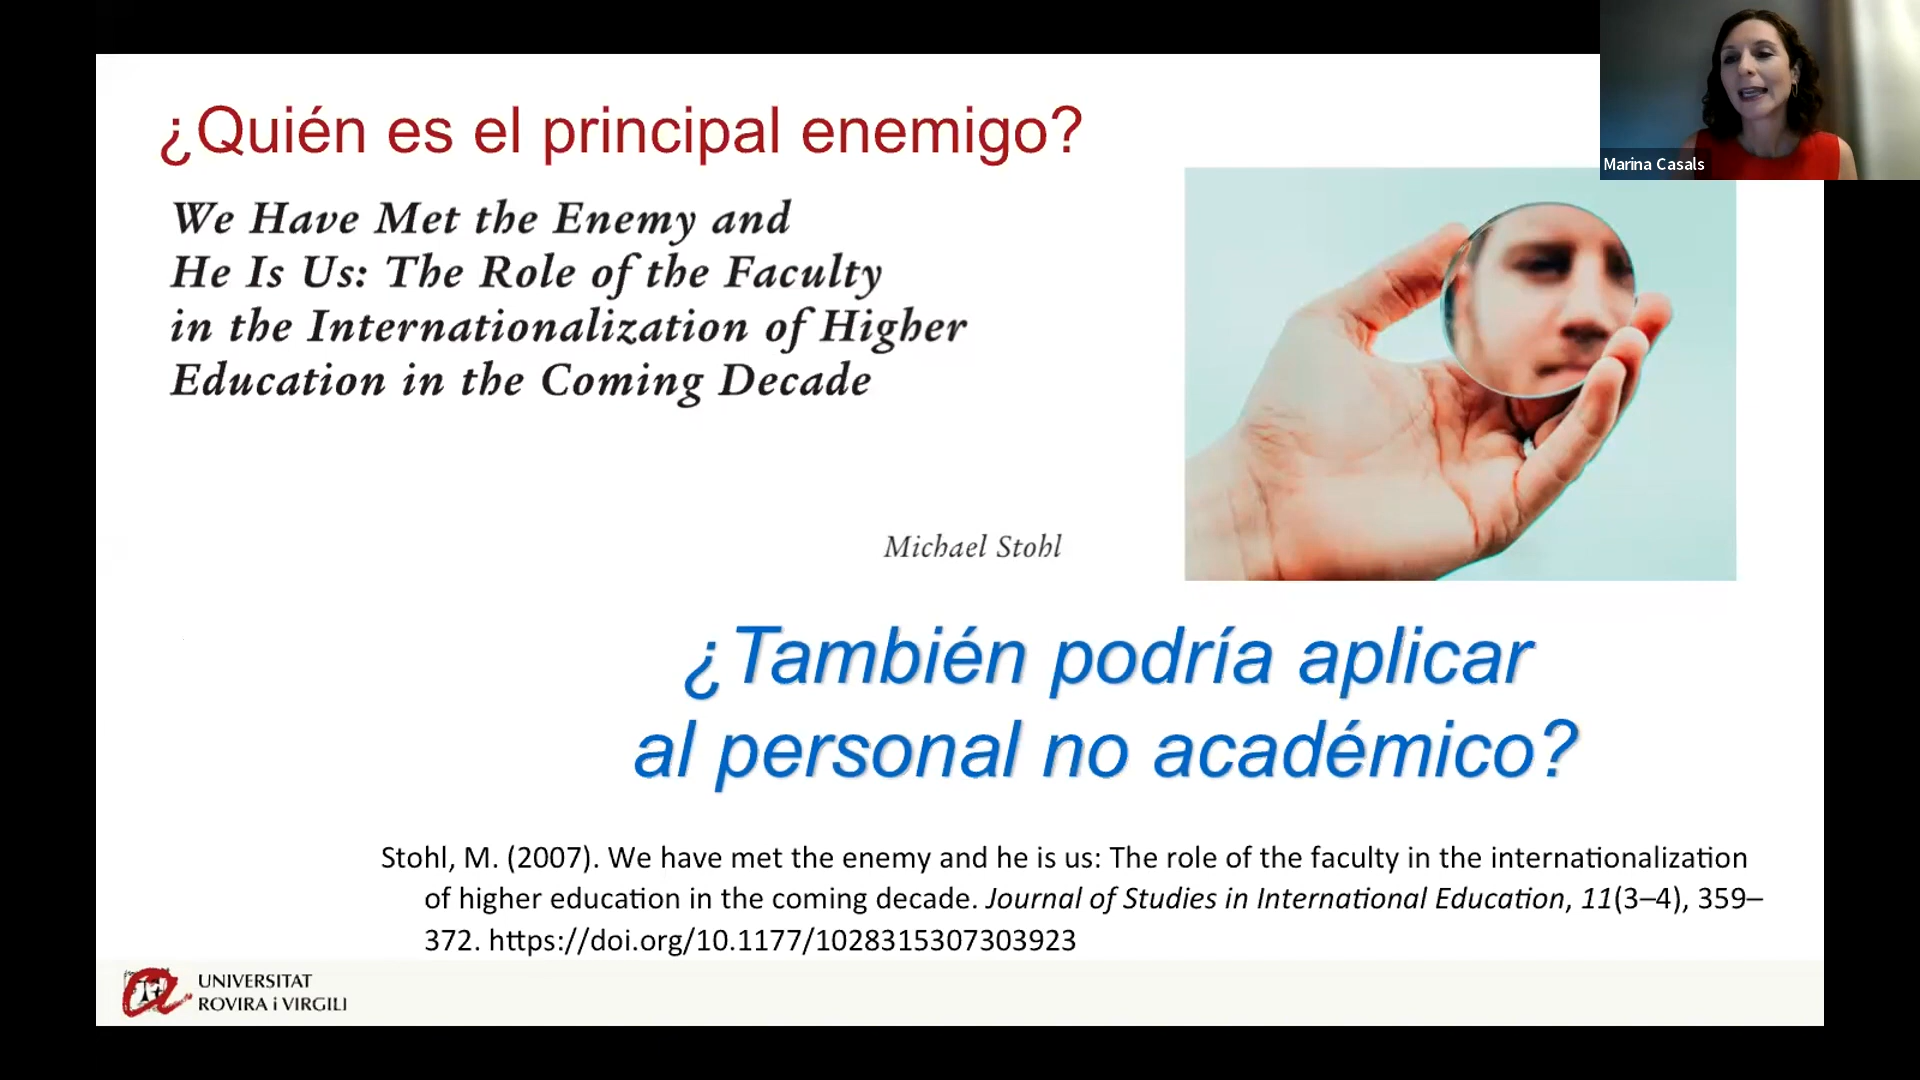 ¿Quién es el principal enemigo?
We Have Met the Enemy and
He Is Us: The Role of the Faculty
in the Internationalization of Higher
Education in the Coming Decade
Michael Stohl
Marina Casals
¿También podría aplicar
al personal no académico?
Stohl, M. (2007). We have met the enemy and he is us: The role of the faculty in the internationalization
of higher education in the coming decade. Journal of Studies in International Education, 11(3–4), 359–
372. https://doi.org/10.1177/1028315307303923
UNIVERSITAT
ROVIRA i VIRGILI